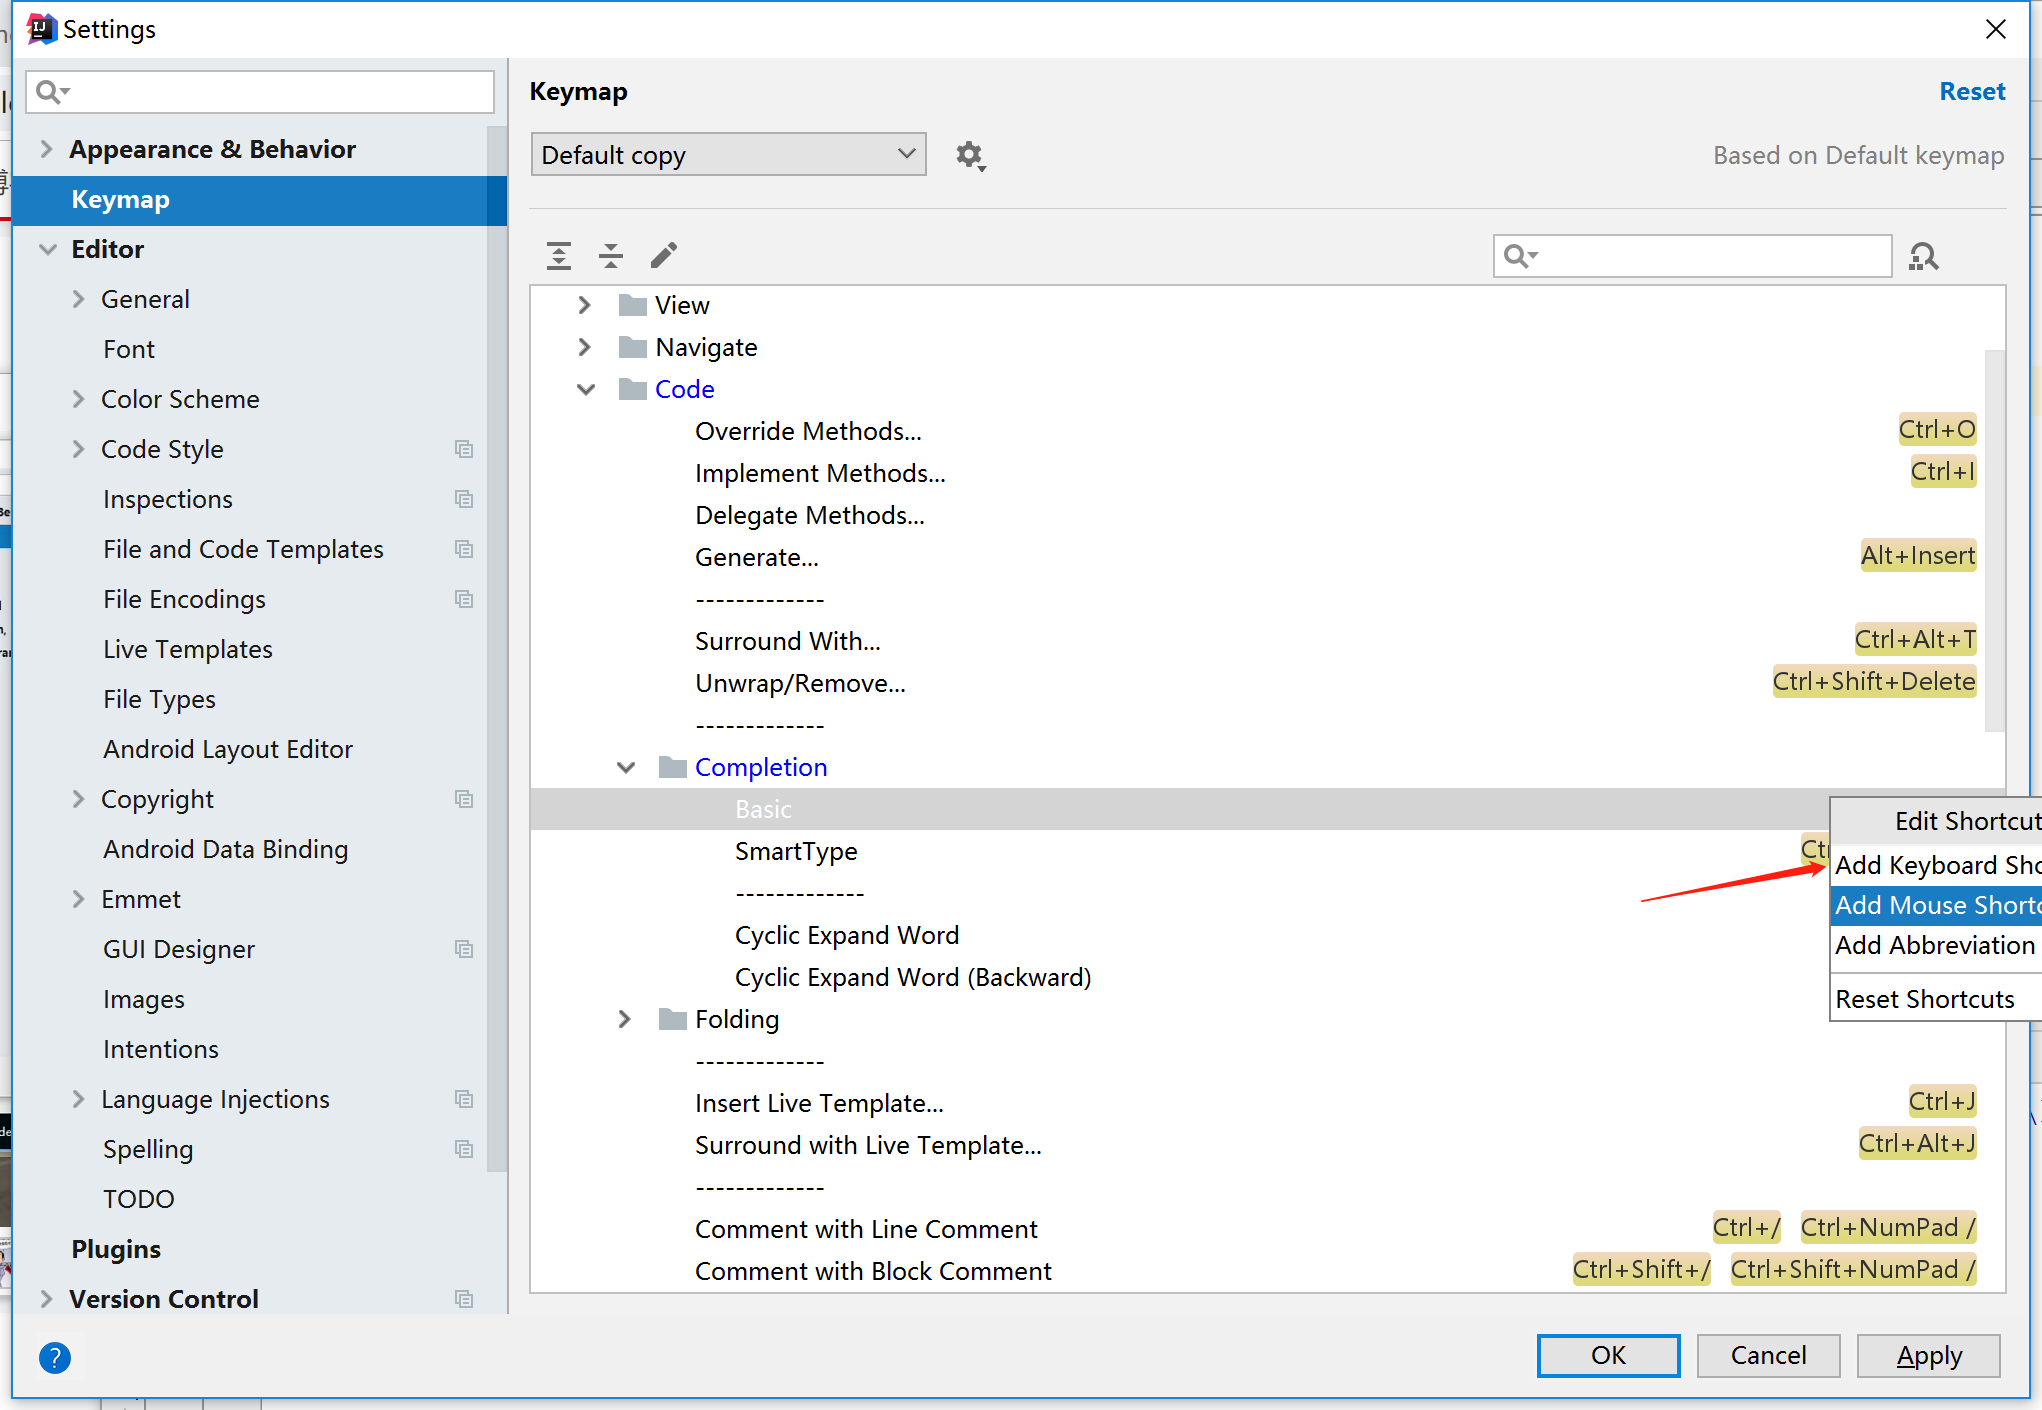 Settings
Appearance & Behavior
Keymap
Editor
General
Font
Color Scheme
Code Style
Inspections
File and Code Templates
File Encodings
Live Templates
File Types
Android Layout Editor
Copyright
Android Data Binding
Emmet
GUI Designer
Images
Intentions
Language Injections
Spelling
TODO
Plugins
Version Control
?
Keymap
Reset
Default copy
Based on Default keymap
View
Navigate
Code
Override Methods... Ctrl+O
Implement Methods... Ctrl+I
Delegate Methods...
Generate... Alt+Insert
-------------
Surround With... Ctrl+Alt+T
Unwrap/Remove... Ctrl+Shift+Delete
-------------
Completion
Basic
SmartType
-------------
Cyclic Expand Word
Cyclic Expand Word (Backward)
Folding
-------------
Insert Live Template... Ctrl+J
Surround with Live Template... Ctrl+Alt+J
-------------
Comment with Line Comment Ctrl+/ Ctrl+NumPad /
Comment with Block Comment Ctrl+Shift+/ Ctrl+Shift+NumPad /
Edit Shortcut
Add Keyboard
Add Mouse
Add Abbreviation
Reset Shortcuts
OK
Cancel
Apply